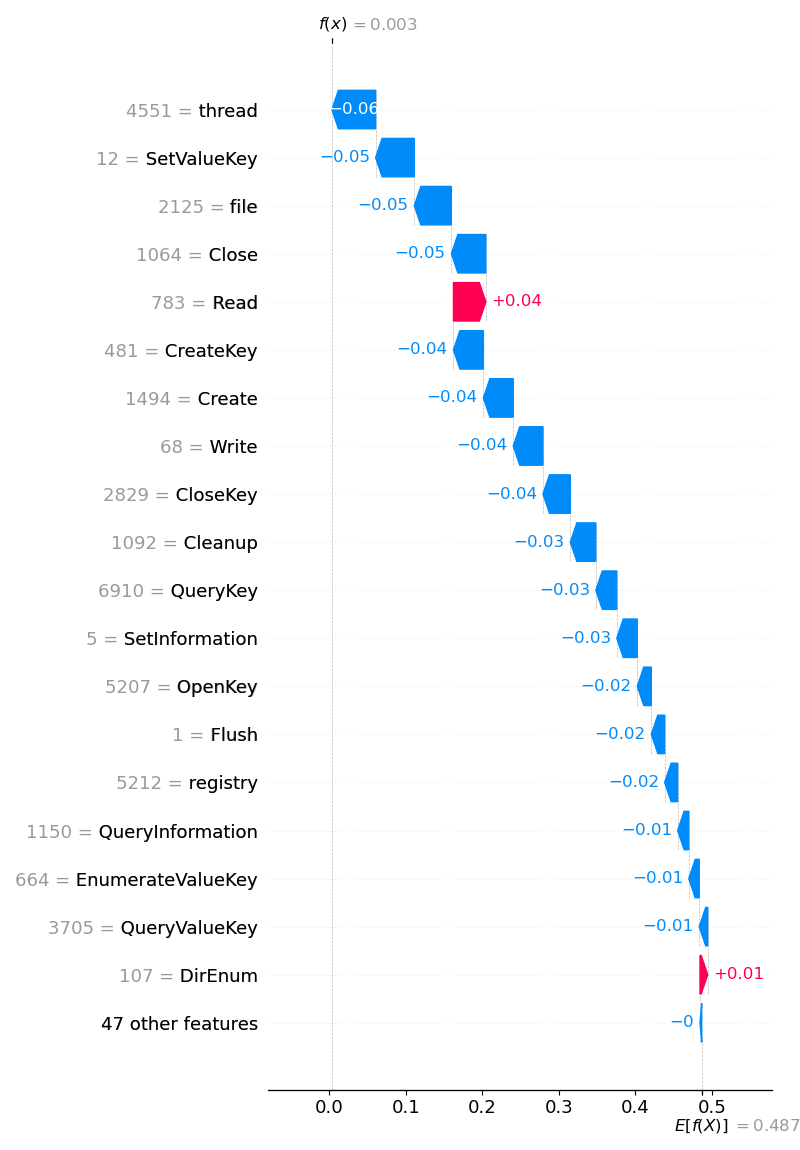 f(x) = 0.003
4551 = thread −0.06
12 = SetValueKey −0.05
2125 = file −0.05
1064 = Close −0.05
783 = Read +0.04
481 = CreateKey −0.04
1494 = Create −0.04
68 = Write −0.04
2829 = CloseKey −0.04
1092 = Cleanup −0.03
6910 = QueryKey −0.03
5 = SetInformation −0.03
5207 = OpenKey −0.02
1 = Flush −0.02
5212 = registry −0.02
1150 = QueryInformation −0.01
664 = EnumerateValueKey −0.01
3705 = QueryValueKey −0.01
107 = DirEnum +0.01
47 other features −0
0.0 0.1 0.2 0.3 0.4 0.5
E[f(X)] = 0.487